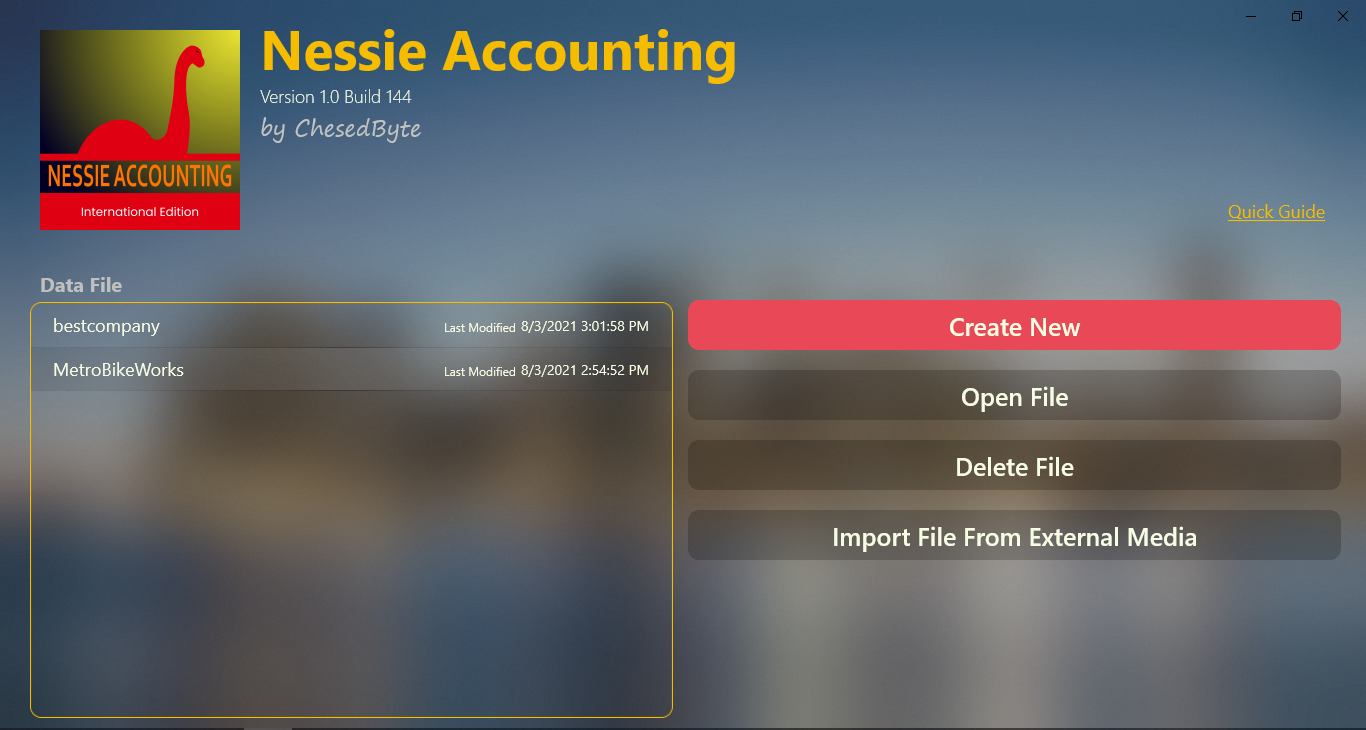 Nessie Accounting
Version 1.0 Build 144
by ChesedByte
NESSIE ACCOUNTING
International Edition
Quick Guide
Data File
bestcompany Last Modified 8/3/2021 3:01:58 PM
MetroBikeWorks Last Modified 8/3/2021 2:54:52 PM
Create New
Open File
Delete File
Import File From External Media